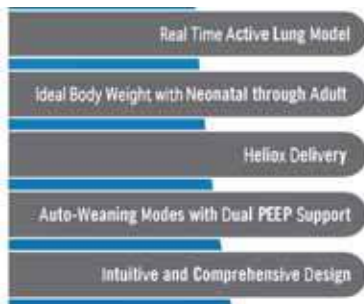 Real Time Active Lung Model
Ideal Body Weight with Neonatal through Adult
Heliox Delivery
Auto-Weaning Modes with Dual PEEP Support
Intuitive and Comprehensive Design